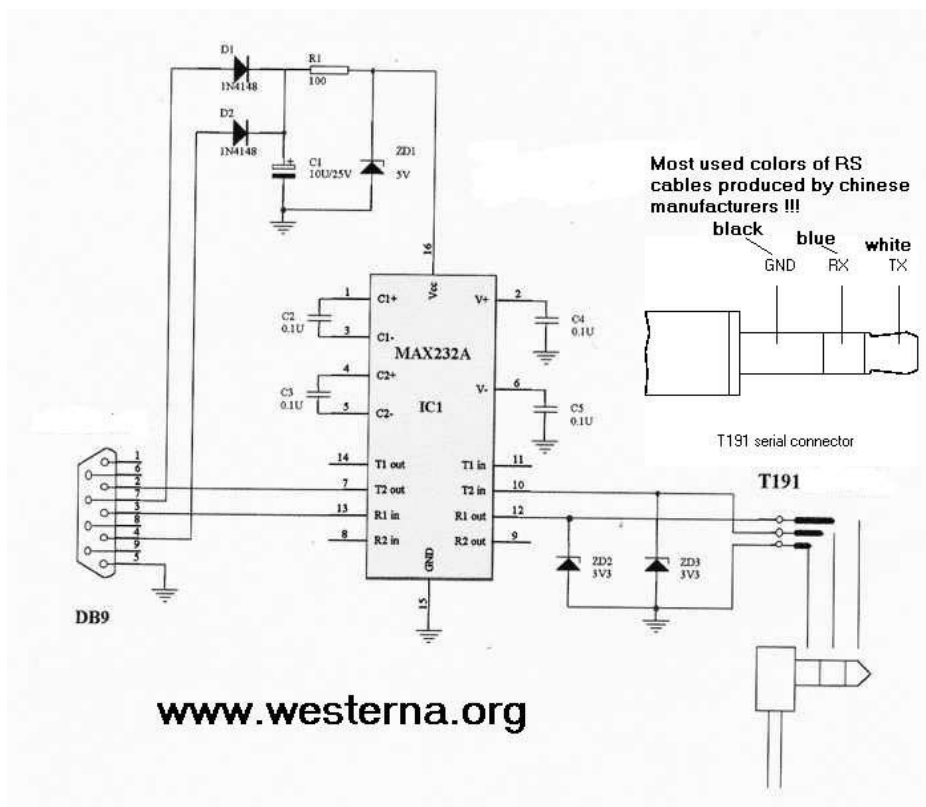 D1
1N4148
R1
100
D2
1N4148
C1
10U/25V
ZD1
5V
+
Most used colors of RS
cables produced by chinese
manufacturers !!!
black
blue
white
GND RX TX
T191 serial connector
16
Vcc
1 C1+
C2
0.1U
3 C1-
V+ 2
C4
0.1U
MAX232A
4 C2+
C3
0.1U
5 C2-
IC1
V- 6
C5
0.1U
14 T1 out
T1 in 11
7 T2 out
T2 in 10
13 R1 in
R1 out 12
8 R2 in
R2 out 9
GND
15
1
6
2
7
3
8
4
9
5
DB9
T191
ZD2
3V3
ZD3
3V3
www.westerna.org